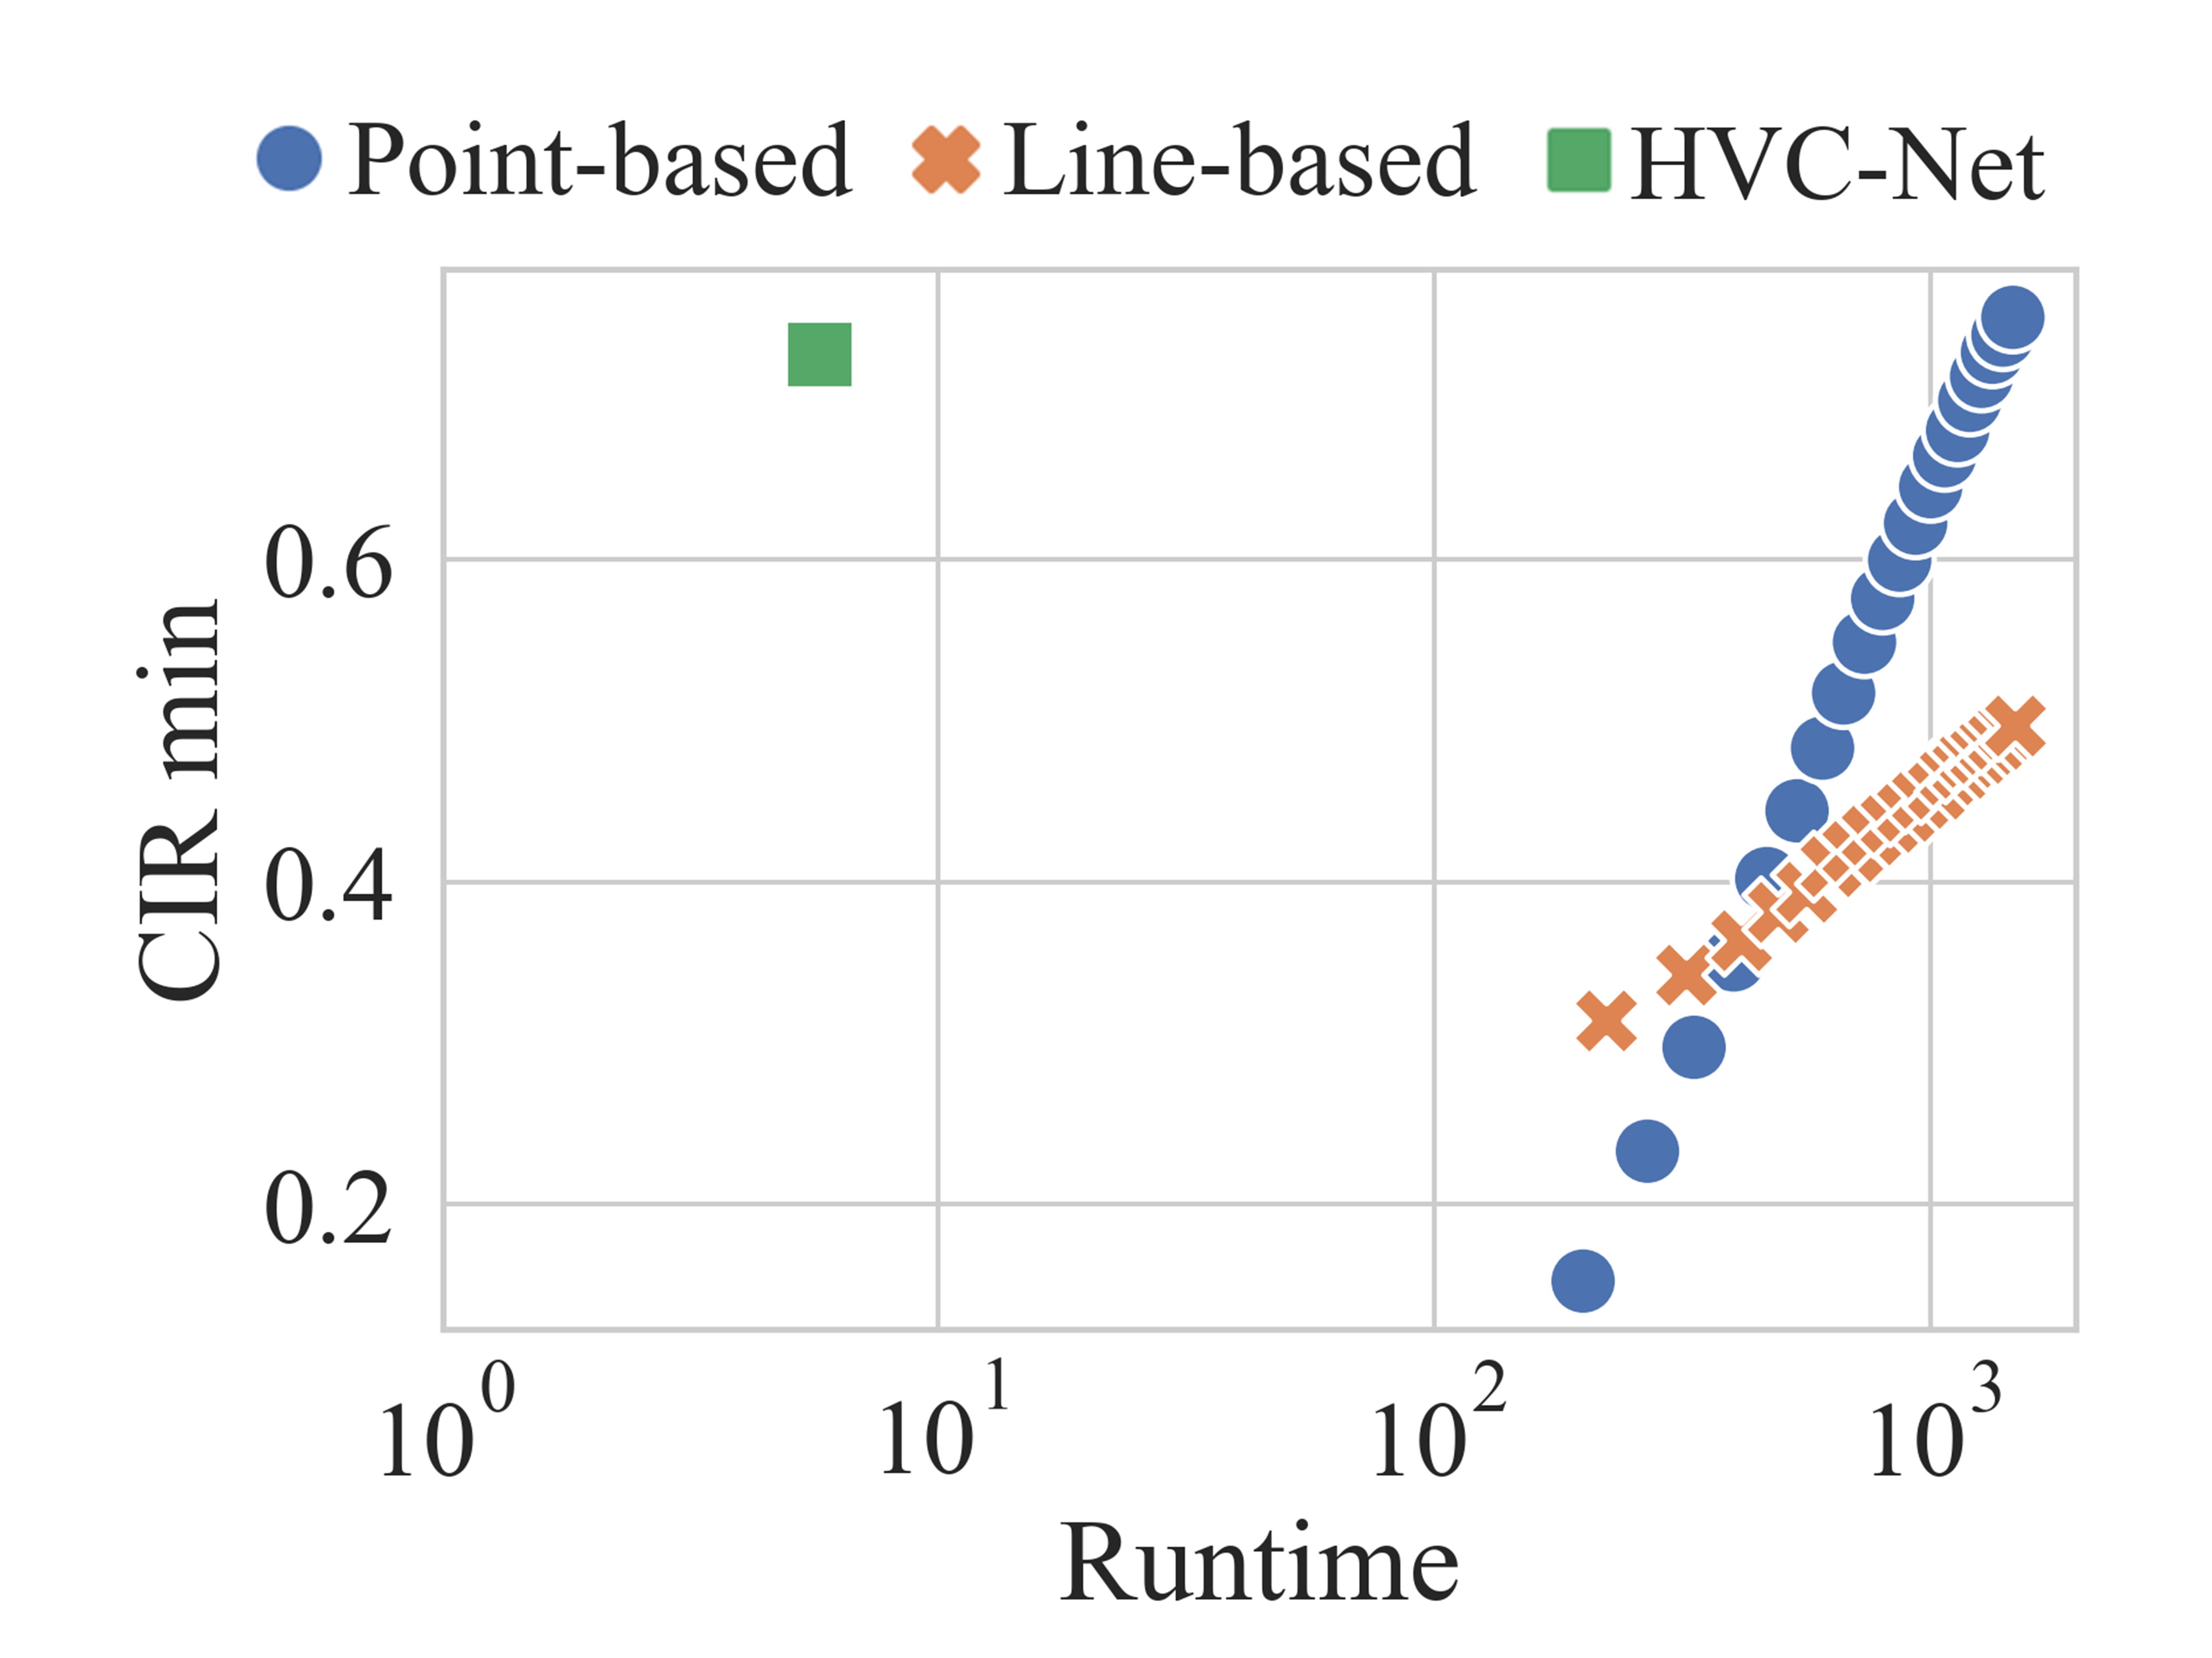 Point-based Line-based HVC-Net
CIR min
0.6
0.4
0.2
10^0 10^1 10^2 10^3
Runtime